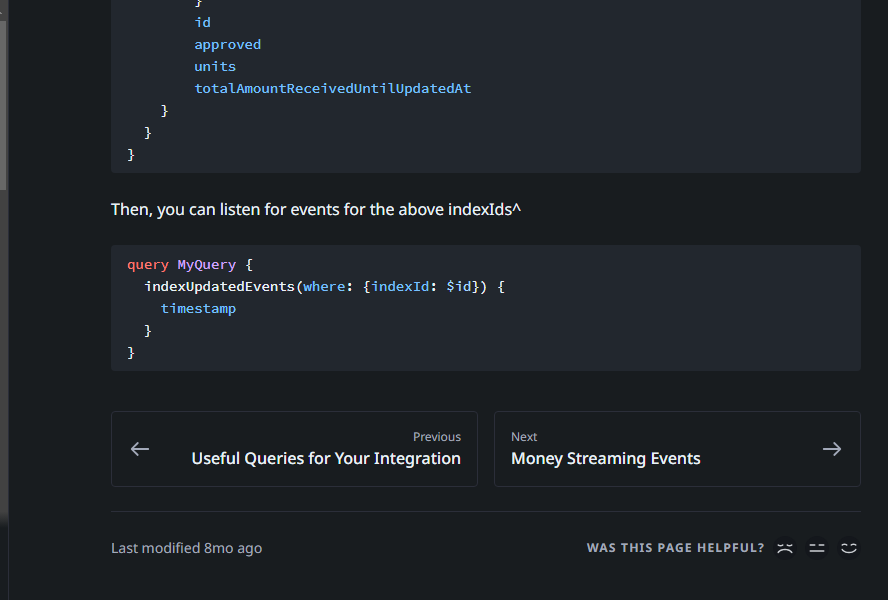 }
id
approved
units
totalAmountReceivedUntilUpdatedAt
}
}
}
Then, you can listen for events for the above indexIds^
query MyQuery {
indexUpdatedEvents(where: {indexId: $id}) {
timestamp
}
}
Previous
Useful Queries for Your Integration
Next
Money Streaming Events
Last modified 8mo ago
WAS THIS PAGE HELPFUL?